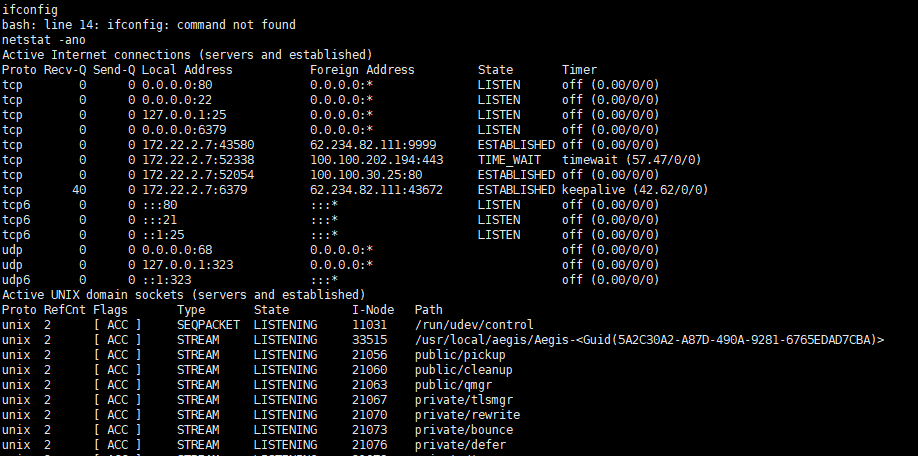 ifconfig
bash: line 14: ifconfig: command not found
netstat -ano
Active Internet connections (servers and established)
Proto Recv-Q Send-Q Local Address           Foreign Address         State       Timer
tcp        0      0 0.0.0.0:80              0.0.0.0:*               LISTEN      off (0.00/0/0)
tcp        0      0 0.0.0.0:22              0.0.0.0:*               LISTEN      off (0.00/0/0)
tcp        0      0 127.0.0.1:25            0.0.0.0:*               LISTEN      off (0.00/0/0)
tcp        0      0 0.0.0.0:6379            0.0.0.0:*               LISTEN      off (0.00/0/0)
tcp        0      0 172.22.2.7:43580        62.234.82.111:9999      ESTABLISHED off (0.00/0/0)
tcp        0      0 172.22.2.7:52338        100.100.202.194:443     TIME_WAIT   timewait (57.47/0/0)
tcp        0      0 172.22.2.7:52054        100.100.30.25:80        ESTABLISHED off (0.00/0/0)
tcp       40      0 172.22.2.7:6379         62.234.82.111:43672     ESTABLISHED keepalive (42.62/0/0)
tcp6       0      0 :::80                   :::*                    LISTEN      off (0.00/0/0)
tcp6       0      0 :::21                   :::*                    LISTEN      off (0.00/0/0)
tcp6       0      0 ::1:25                  :::*                    LISTEN      off (0.00/0/0)
udp        0      0 0.0.0.0:68              0.0.0.0:*                           off (0.00/0/0)
udp        0      0 127.0.0.1:323           0.0.0.0:*                           off (0.00/0/0)
udp6       0      0 ::1:323                 :::*                                off (0.00/0/0)
Active UNIX domain sockets (servers and established)
Proto RefCnt Flags       Type       State         I-Node   Path
unix  2      [ ACC ]     SEQPACKET  LISTENING     11031    /run/udev/control
unix  2      [ ACC ]     STREAM     LISTENING     33515    /usr/local/aegis/Aegis-<Guid(5A2C30A2-A87D-490A-9281-6765EDAD7CBA)>
unix  2      [ ACC ]     STREAM     LISTENING     21056    public/pickup
unix  2      [ ACC ]     STREAM     LISTENING     21060    public/cleanup
unix  2      [ ACC ]     STREAM     LISTENING     21063    public/qmgr
unix  2      [ ACC ]     STREAM     LISTENING     21067    private/tlsmgr
unix  2      [ ACC ]     STREAM     LISTENING     21070    private/rewrite
unix  2      [ ACC ]     STREAM     LISTENING     21073    private/bounce
unix  2      [ ACC ]     STREAM     LISTENING     21076    private/defer